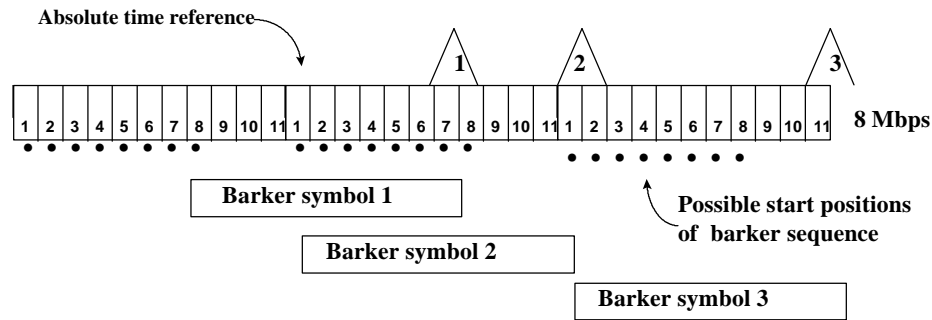 Absolute time reference
1 2 3
1 2 3 4 5 6 7 8 9 10 11 1 2 3 4 5 6 7 8 9 10 11 1 2 3 4 5 6 7 8 9 10 11 8 Mbps
Barker symbol 1
Possible start positions
of barker sequence
Barker symbol 2
Barker symbol 3